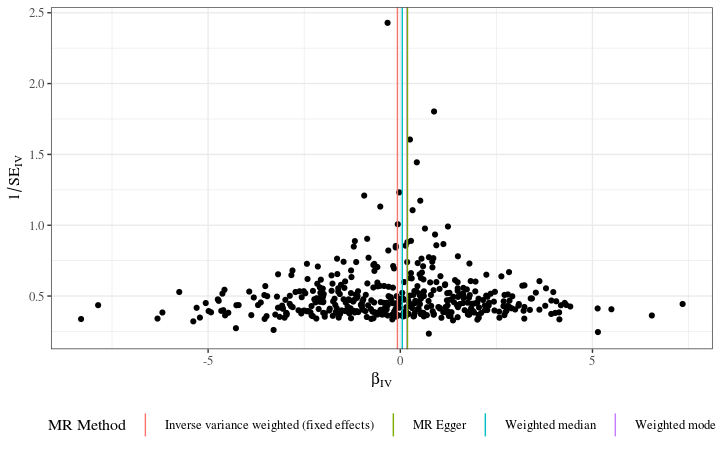 2.5
2.0
1.5
1.0
0.5
1/SE_IV
-5 0 5
β_IV
MR Method Inverse variance weighted (fixed effects) MR Egger Weighted median Weighted mode